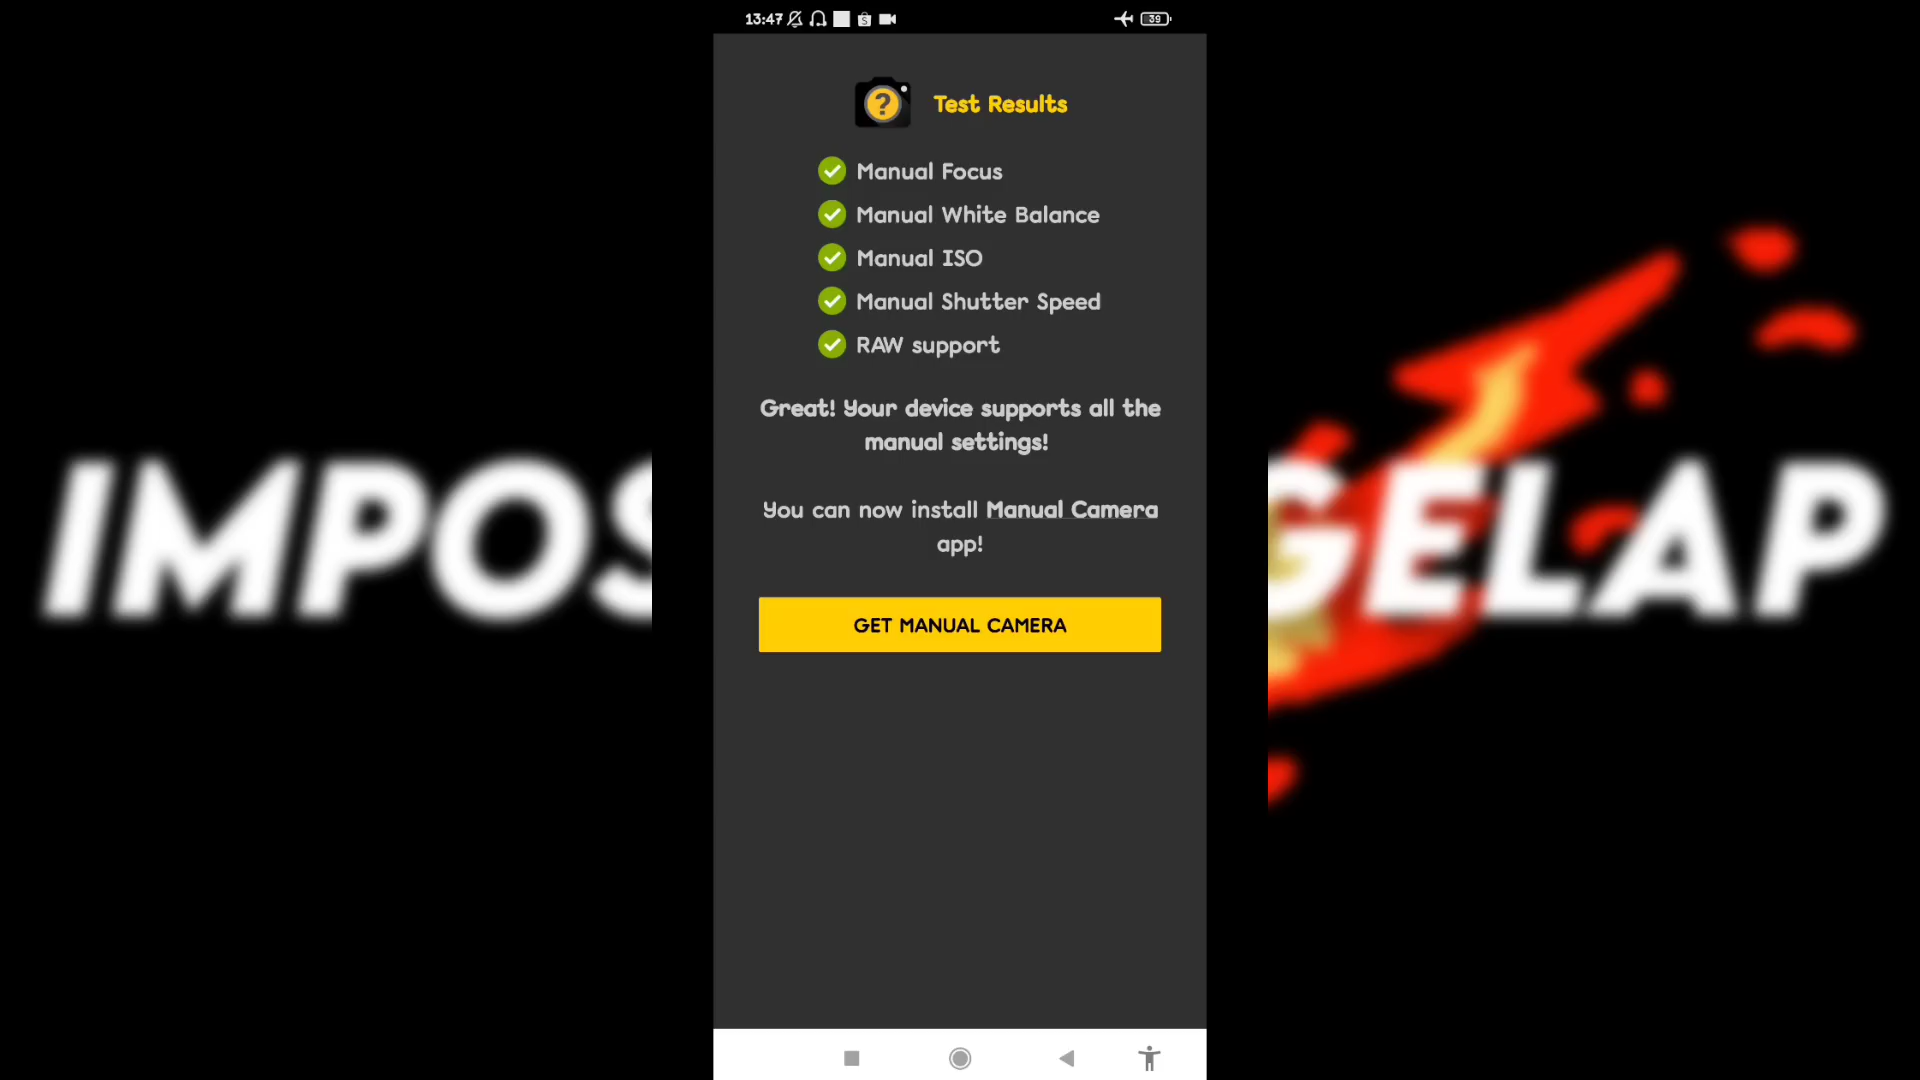 13:47
39
Test Results
Manual Focus
Manual White Balance
Manual ISO
Manual Shutter Speed
RAW support
Great! Your device supports all the
manual settings!
You can now install Manual Camera
app!
GET MANUAL CAMERA
IMPOS
GELAP